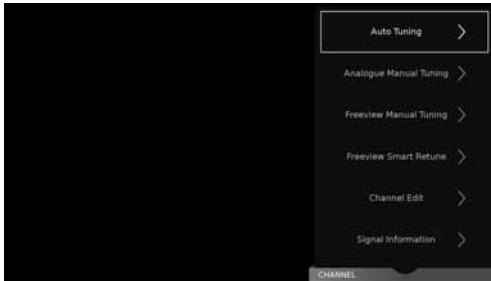 Auto Tuning
Analogue Manual Tuning
Freeview Manual Tuning
Freeview Smart Retune
Channel Edit
Signal Information
CHANNEL